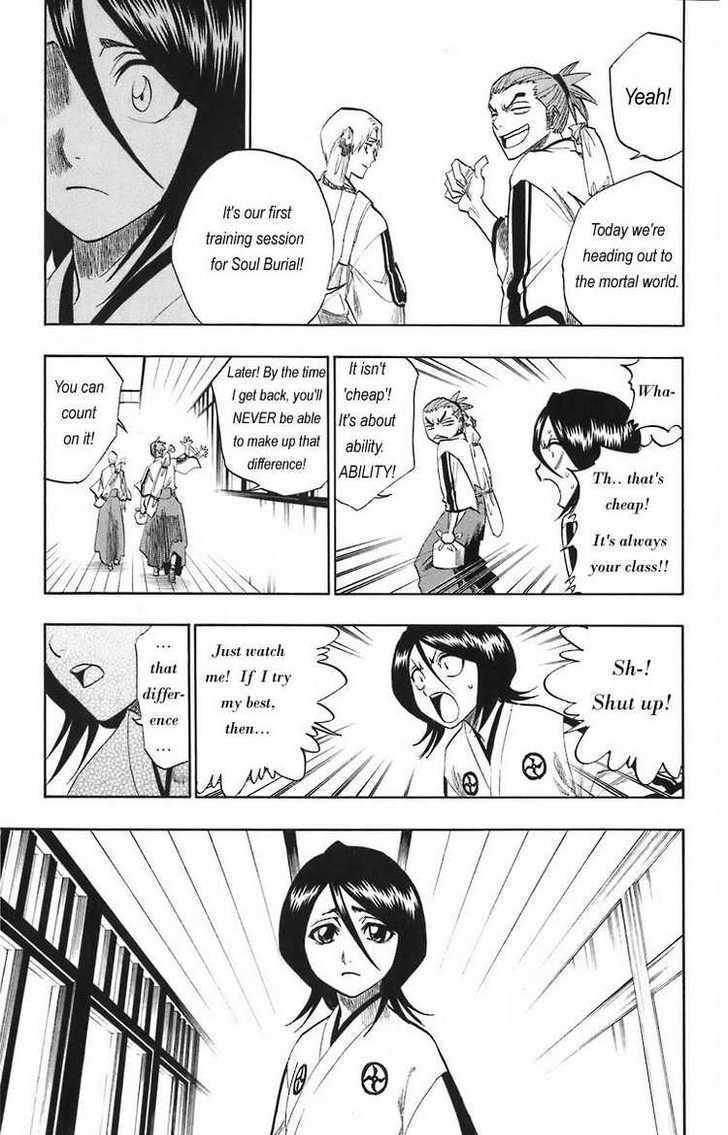 Yeah!
Today we're
heading out to
the mortal world.
It's our first
training session
for Soul Burial!
Wha-
Th.. that's
cheap!
It's always
your class!!
It isn't
'cheap'!
It's about
ability.
ABILITY!
Later! By the time
I get back, you'll
NEVER be able
to make up that
difference!
You can
count
on it!
Sh-!
Shut up!
Just watch
me! If I try
my best,
then...
...
that
differ-
ence
...